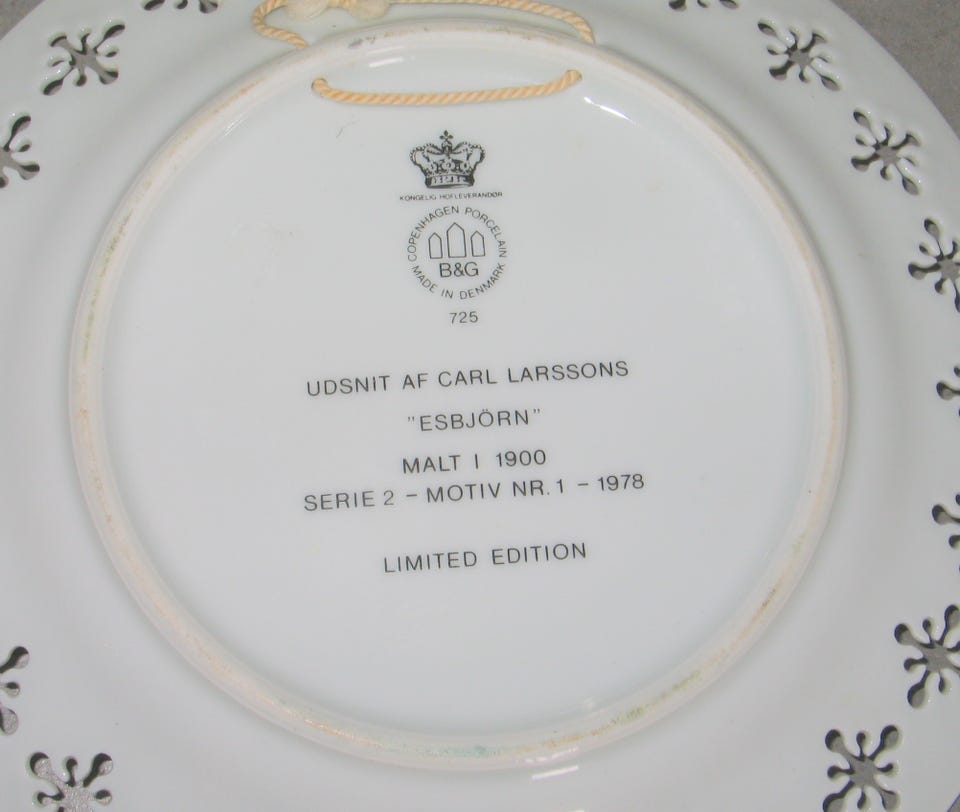 KONGELIG HOFLEVERANDØR
COPENHAGEN PORCELAIN
B&G
MADE IN DENMARK
725
UDSNIT AF CARL LARSSONS
”ESBJÖRN”
MALT I 1900
SERIE 2 – MOTIV NR. 1 – 1978
LIMITED EDITION